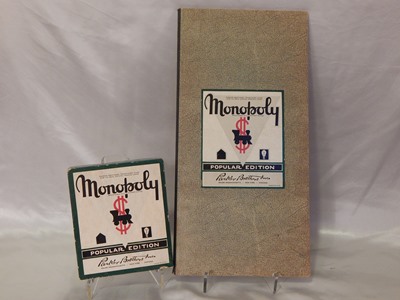 Monopoly
$
POPULAR EDITION
Parker Brothers Inc
Monopoly
$
POPULAR EDITION
Parker Brothers Inc